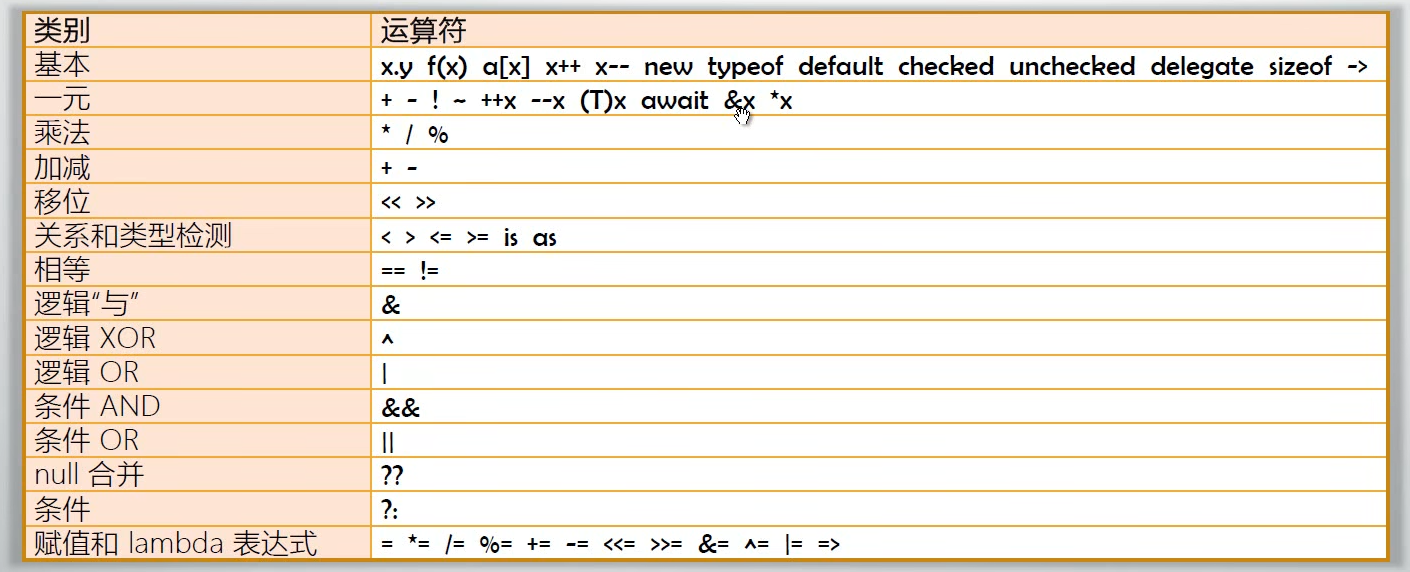 类别 运算符
基本 x.y f(x) a[x] x++ x-- new typeof default checked unchecked delegate sizeof ->
一元 + - ! ~ ++x --x (T)x await &x *x
乘法 * / %
加减 + -
移位 << >>
关系和类型检测 < > <= >= is as
相等 == !=
逻辑“与” &
逻辑 XOR ^
逻辑 OR |
条件 AND &&
条件 OR ||
null 合并 ??
条件 ?:
赋值和 lambda 表达式 = *= /= %= += -= <<= >>= &= ^= |= =>